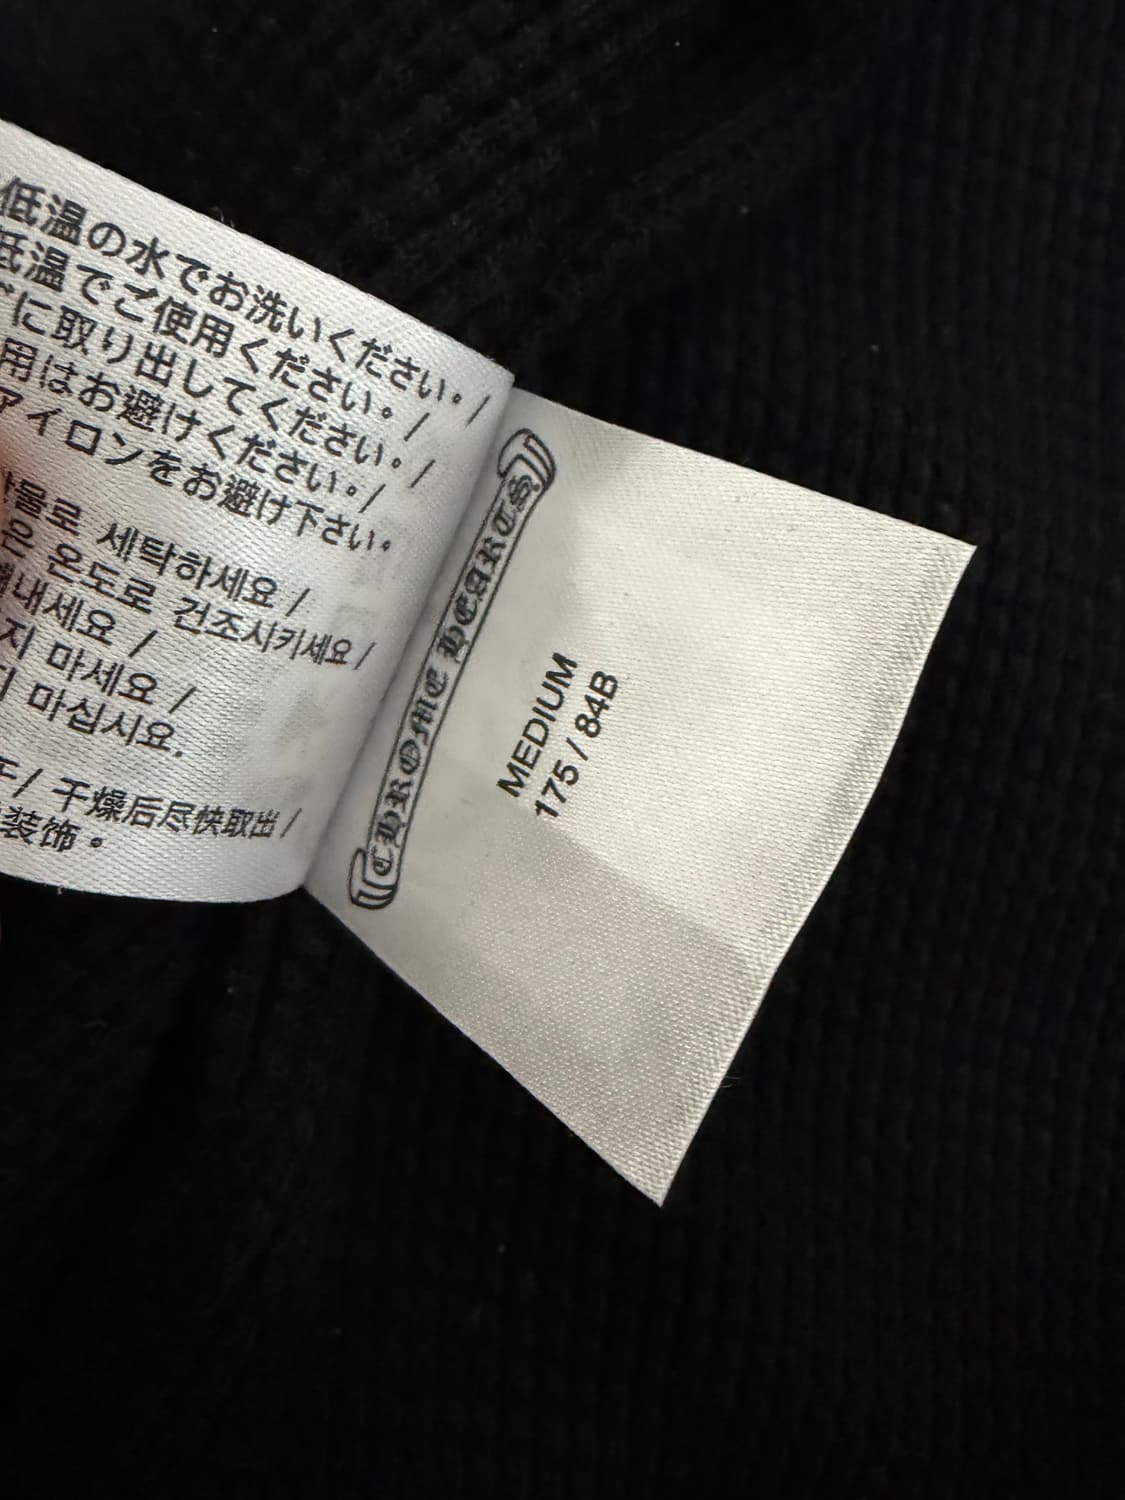 低温の水でお洗いください。/
低温でご使用ください。/
に取り出してください。/
用はお避けください。/
アイロンをお避け下さい。
물로 세탁하세요 /
은 온도로 건조시키세요 /
내세요 /
지 마세요 /
지 마십시요.
干/ 干燥后尽快取出 /
装饰。
CHROME HEARTS
MEDIUM
175 / 84B